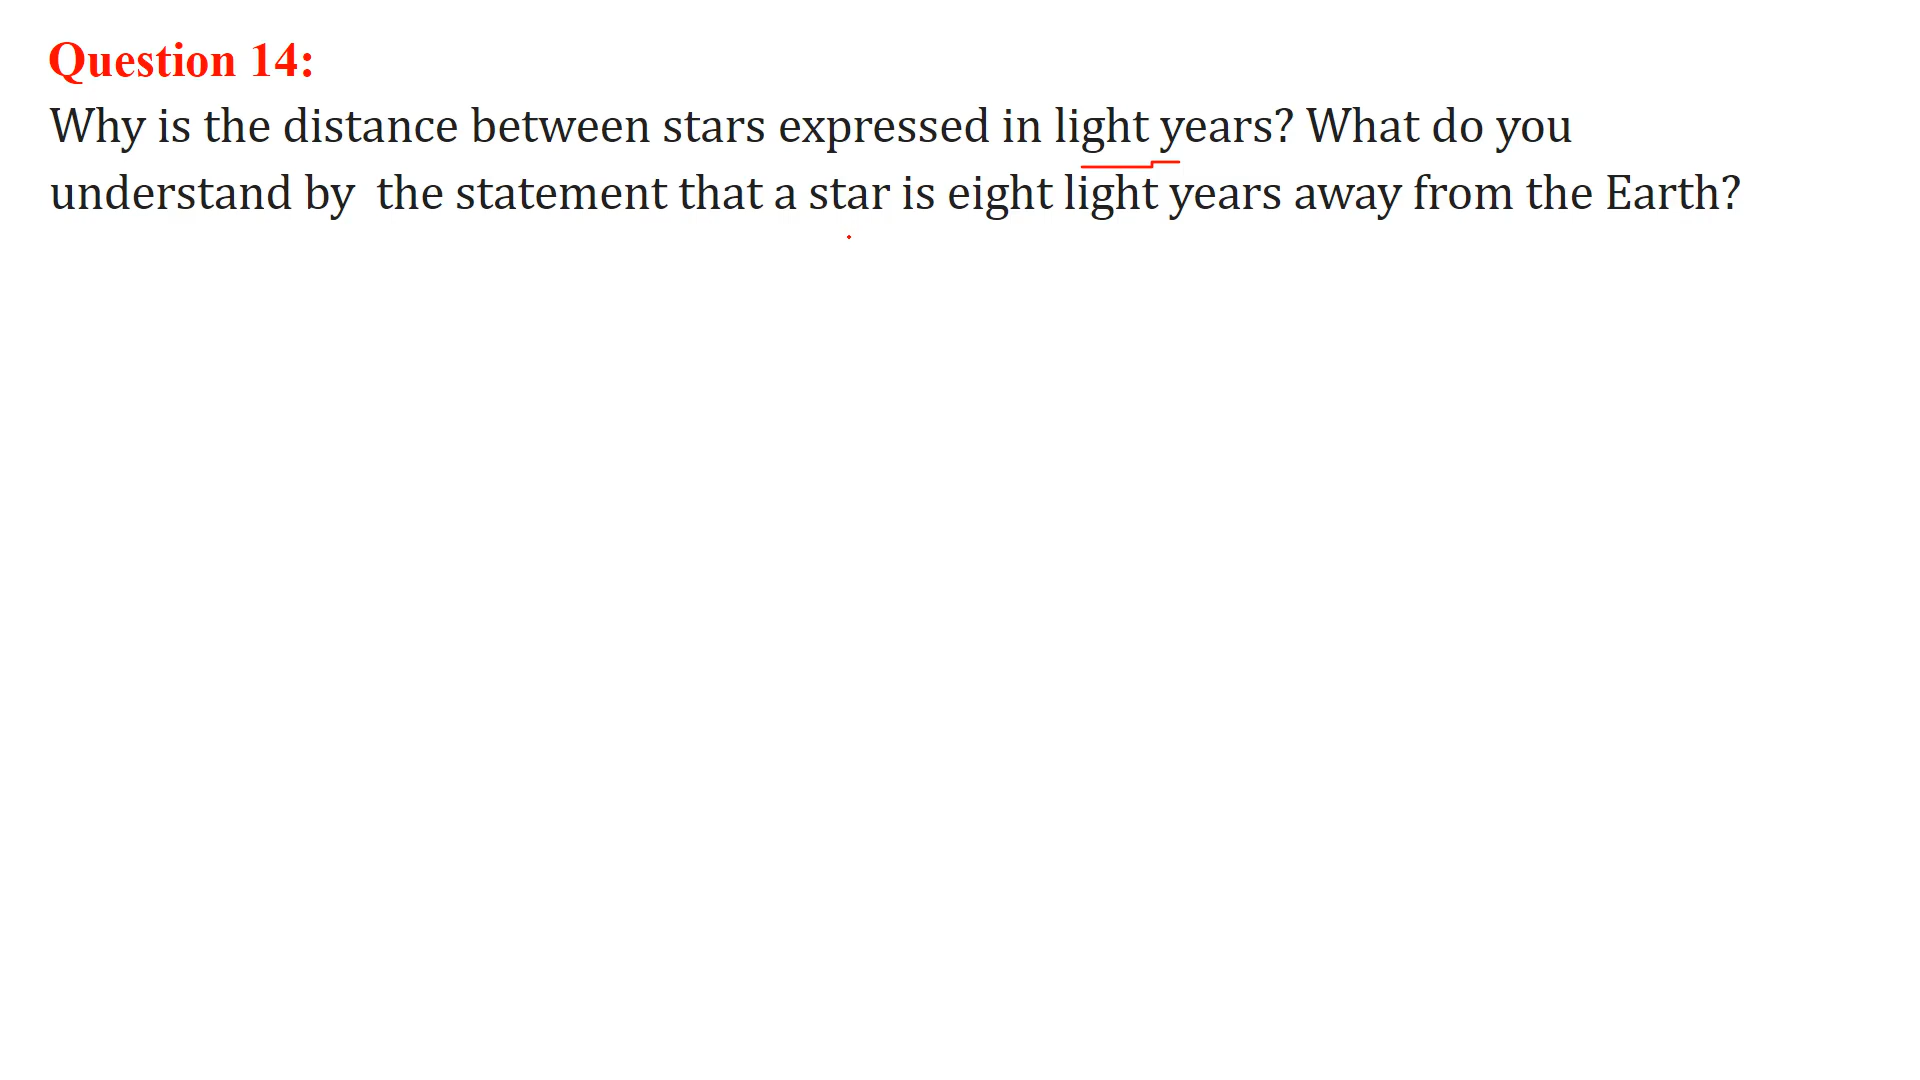 Question 14:
Why is the distance between stars expressed in light years? What do you
understand by  the statement that a star is eight light years away from the Earth?